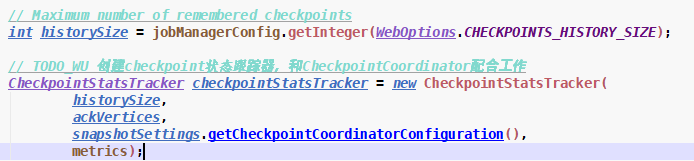 // Maximum number of remembered checkpoints
int historySize = jobManagerConfig.getInteger(WebOptions.CHECKPOINTS_HISTORY_SIZE);
// TODO_WU 创建checkpoint状态跟踪器, 和CheckpointCoordinator配合工作
CheckpointStatsTracker checkpointStatsTracker = new CheckpointStatsTracker(
historySize,
ackVertices,
snapshotSettings.getCheckpointCoordinatorConfiguration(),
metrics);